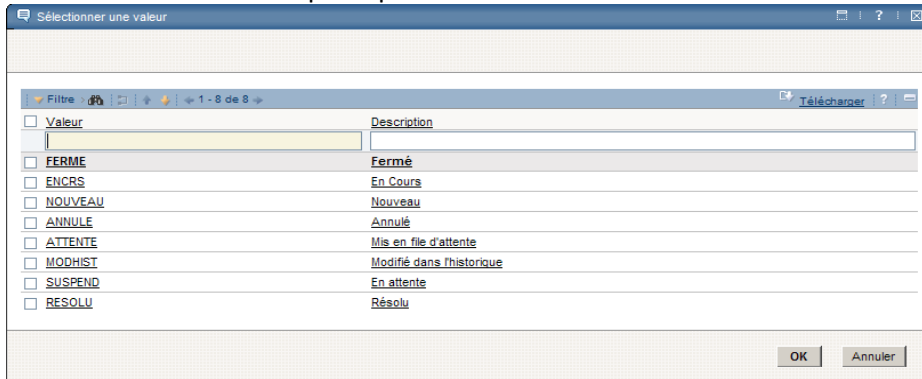 Sélectionner une valeur ?
Filtre 1 - 8 de 8 Télécharger ?
Valeur Description
FERME Fermé
ENCRS En Cours
NOUVEAU Nouveau
ANNULE Annulé
ATTENTE Mis en file d'attente
MODHIST Modifié dans l'historique
SUSPEND En attente
RESOLU Résolu
OK Annuler